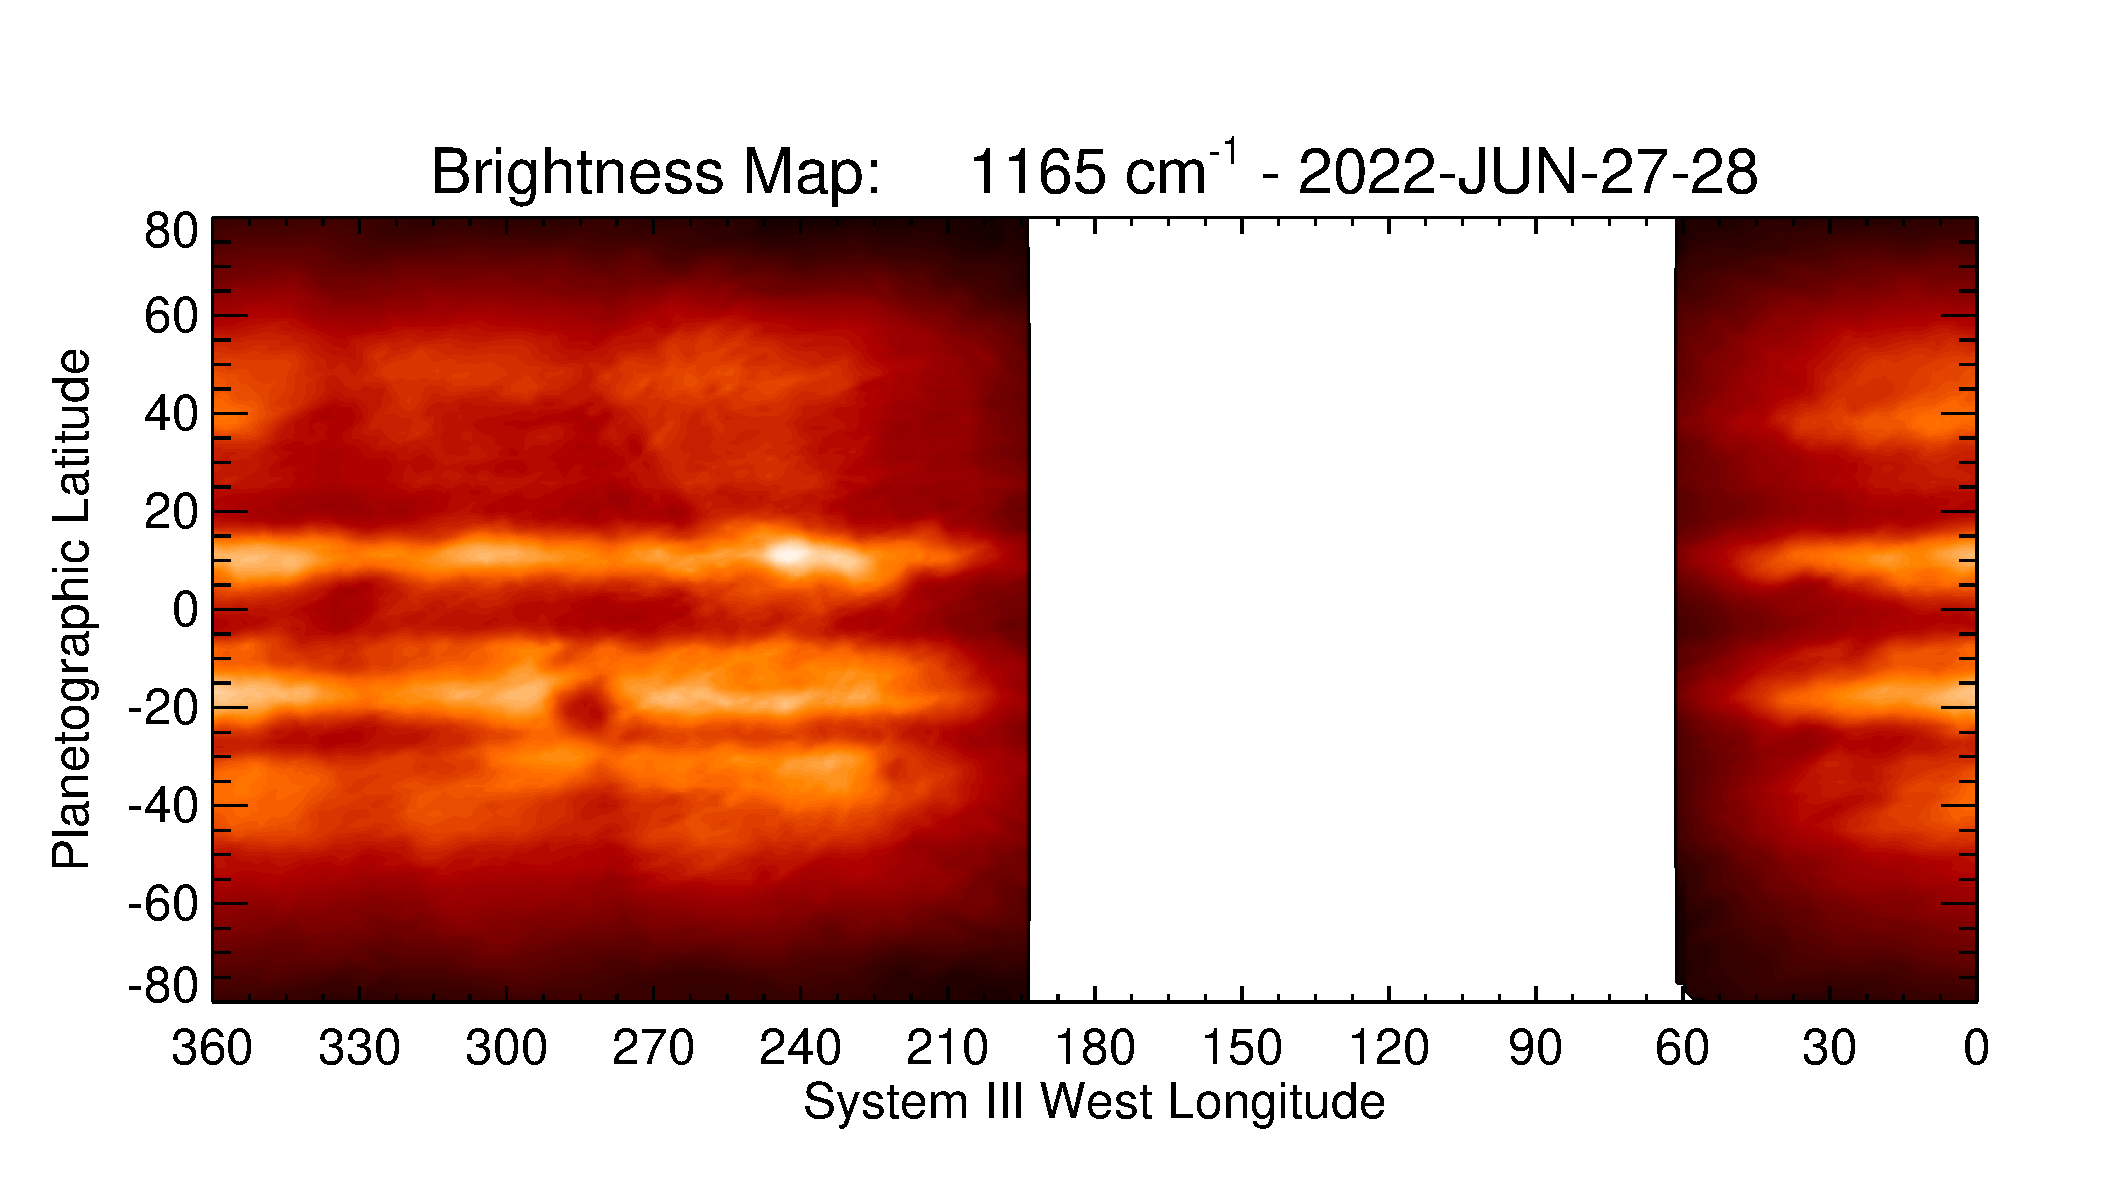 Brightness Map: 1165 cm⁻¹ - 2022-JUN-27-28
80
60
40
20
0
-20
-40
-60
-80
Planetographic Latitude
360 330 300 270 240 210 180 150 120 90 60 30 0
System III West Longitude